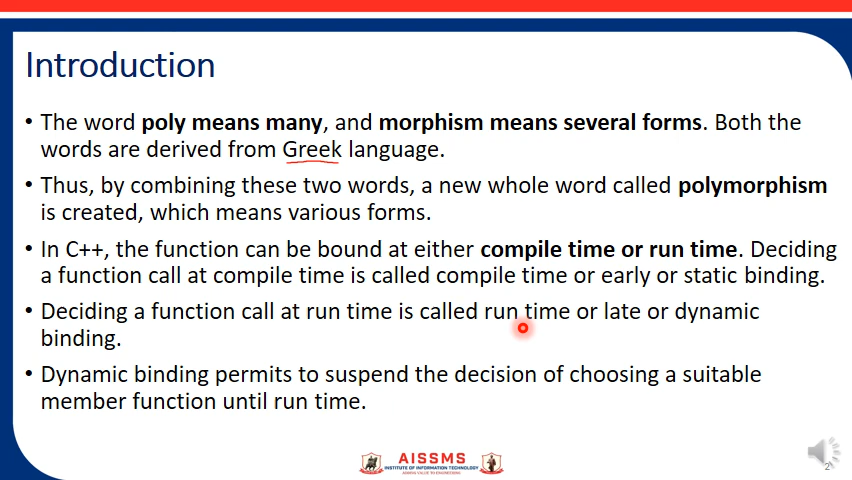 Introduction
• The word poly means many, and morphism means several forms. Both the
words are derived from Greek language.
• Thus, by combining these two words, a new whole word called polymorphism
is created, which means various forms.
• In C++, the function can be bound at either compile time or run time. Deciding
a function call at compile time is called compile time or early or static binding.
• Deciding a function call at run time is called run time or late or dynamic
binding.
• Dynamic binding permits to suspend the decision of choosing a suitable
member function until run time.
AISSMS
INSTITUTE OF INFORMATION TECHNOLOGY
ADDING VALUE TO ENGINEERING
2